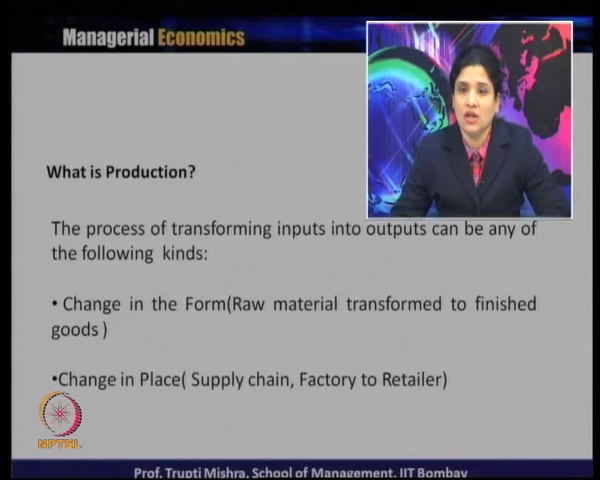 Managerial Economics
What is Production?
The process of transforming inputs into outputs can be any of
the following kinds:
• Change in the Form(Raw material transformed to finished
goods )
•Change in Place( Supply chain, Factory to Retailer)
NPTEL
Prof. Trupti Mishra, School of Management, IIT Bombay